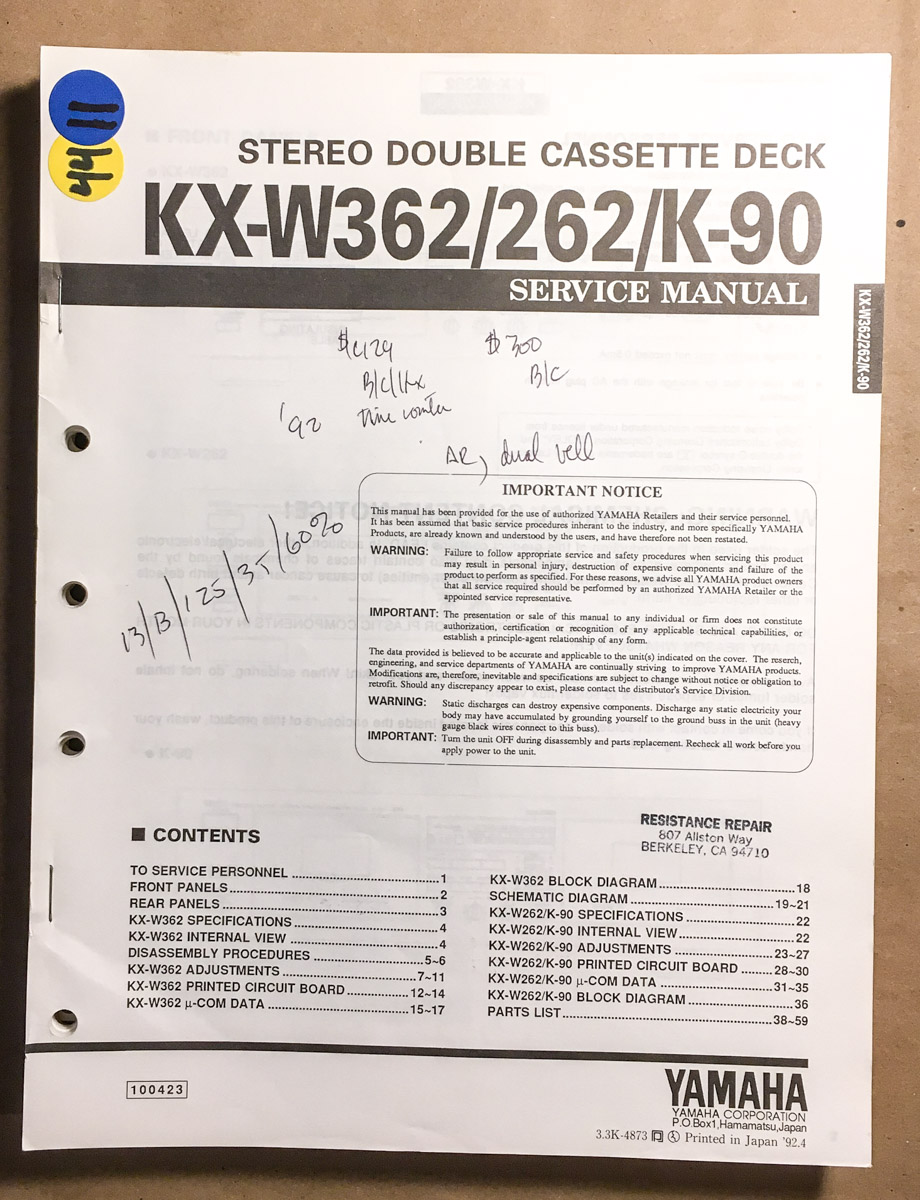 11
44
STEREO DOUBLE CASSETTE DECK
KX-W362/262/K-90
SERVICE MANUAL
KX-W362/262/K-90
$429 $300
B/C/Hx B/C
'92 time counter
AR, dual well
13/B/125/35/60%
IMPORTANT NOTICE
This manual has been provided for the use of authorized YAMAHA Retailers and their service personnel.
It has been assumed that basic service procedures inherant to the industry, and more specifically YAMAHA
Products, are already known and understood by the users, and have therefore not been restated.
WARNING: Failure to follow appropriate service and safety procedures when servicing this product
may result in personal injury, destruction of expensive components and failure of the
product to perform as specified. For these reasons, we advise all YAMAHA product owners
that all service required should be performed by an authorized YAMAHA Retailer or the
appointed service representative.
IMPORTANT: The presentation or sale of this manual to any individual or firm does not constitute
authorization, certification or recognition of any applicable technical capabilities, or
establish a principle-agent relationship of any form.
The data provided is believed to be accurate and applicable to the unit(s) indicated on the cover. The reserch,
engineering, and service departments of YAMAHA are continually striving to improve YAMAHA products.
Modifications are, therefore, inevitable and specifications are subject to change without notice or obligation to
retrofit. Should any discrepancy appear to exist, please contact the distributor's Service Division.
WARNING: Static discharges can destroy expensive components. Discharge any static electricity your
body may have accumulated by grounding yourself to the ground buss in the unit (heavy
gauge black wires connect to this buss).
IMPORTANT: Turn the unit OFF during disassembly and parts replacement. Recheck all work before you
apply power to the unit.
RESISTANCE REPAIR
807 Allston Way
BERKELEY, CA 94710
■ CONTENTS
TO SERVICE PERSONNEL ........ 1
FRONT PANELS ........ 2
REAR PANELS ........ 3
KX-W362 SPECIFICATIONS ........ 4
KX-W362 INTERNAL VIEW ........ 4
DISASSEMBLY PROCEDURES ........ 5~6
KX-W362 ADJUSTMENTS ........ 7~11
KX-W362 PRINTED CIRCUIT BOARD ........ 12~14
KX-W362 μ-COM DATA ........ 15~17
KX-W362 BLOCK DIAGRAM ........ 18
SCHEMATIC DIAGRAM ........ 19~21
KX-W262/K-90 SPECIFICATIONS ........ 22
KX-W262/K-90 INTERNAL VIEW ........ 22
KX-W262/K-90 ADJUSTMENTS ........ 23~27
KX-W262/K-90 PRINTED CIRCUIT BOARD ........ 28~30
KX-W262/K-90 μ-COM DATA ........ 31~35
KX-W262/K-90 BLOCK DIAGRAM ........ 36
PARTS LIST ........ 38~59
100423
YAMAHA
YAMAHA CORPORATION
P.O.Box1, Hamamatsu, Japan
3.3K-4873 Printed in Japan '92.4